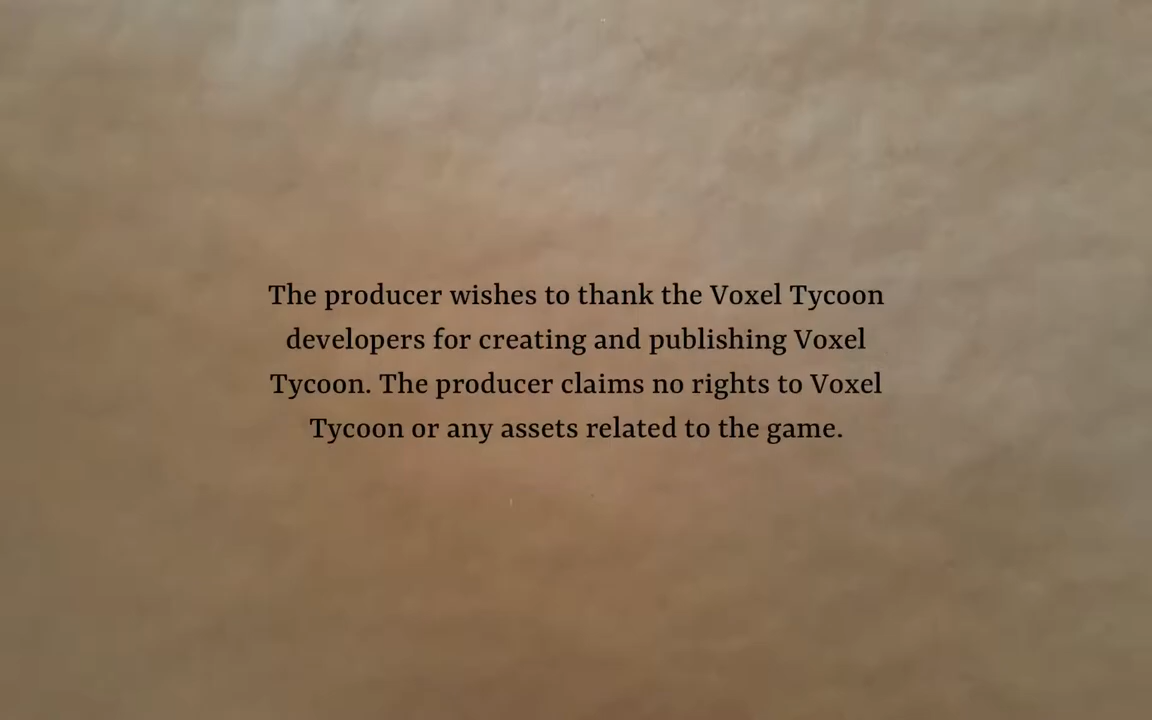 The producer wishes to thank the Voxel Tycoon
developers for creating and publishing Voxel
Tycoon. The producer claims no rights to Voxel
Tycoon or any assets related to the game.